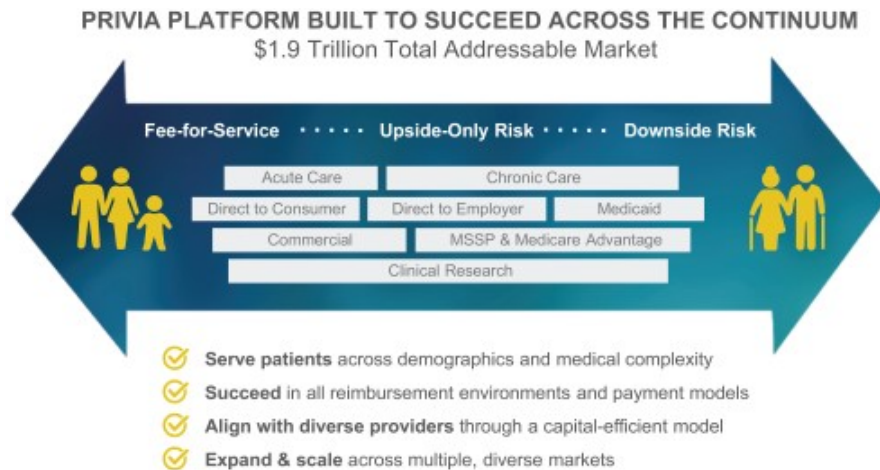 PRIVIA PLATFORM BUILT TO SUCCEED ACROSS THE CONTINUUM
$1.9 Trillion Total Addressable Market
Fee-for-Service ····· Upside-Only Risk ····· Downside Risk
Acute Care Chronic Care
Direct to Consumer Direct to Employer Medicaid
Commercial MSSP & Medicare Advantage
Clinical Research
Serve patients across demographics and medical complexity
Succeed in all reimbursement environments and payment models
Align with diverse providers through a capital-efficient model
Expand & scale across multiple, diverse markets